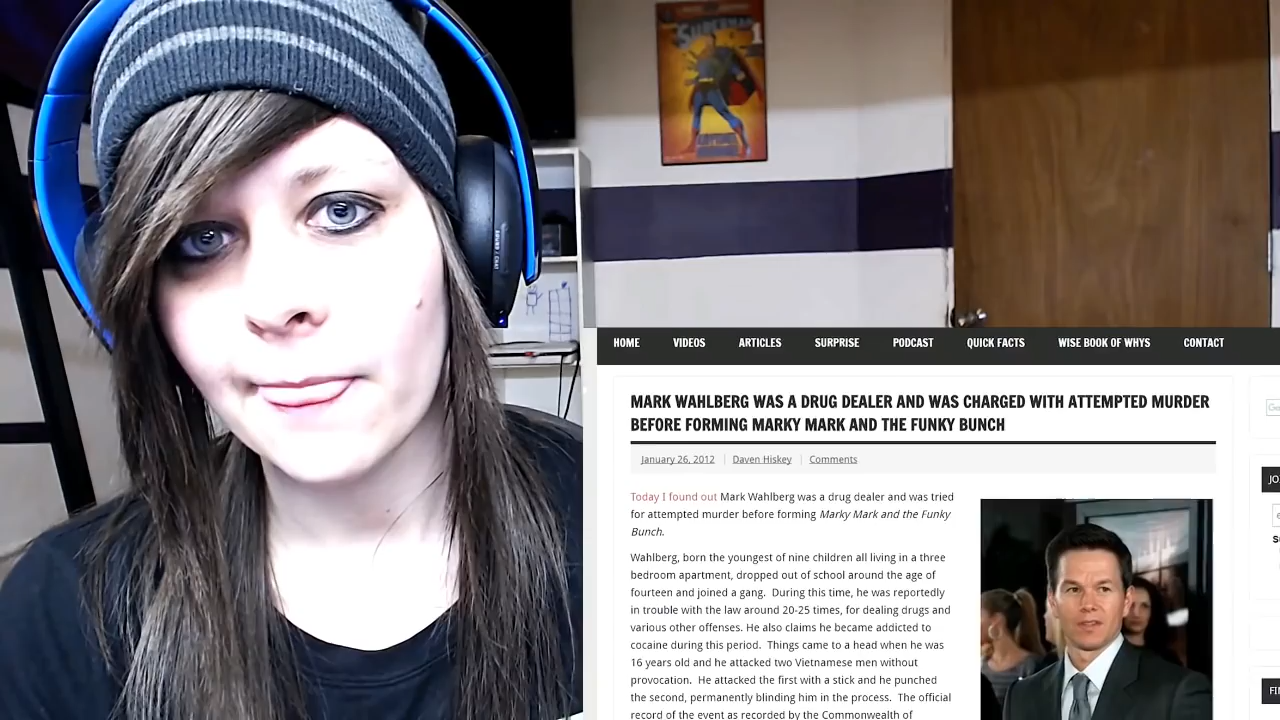 SUPERMAN 1
SOUND / CHAT
HOME VIDEOS ARTICLES SURPRISE PODCAST QUICK FACTS WISE BOOK OF WHYS CONTACT
MARK WAHLBERG WAS A DRUG DEALER AND WAS CHARGED WITH ATTEMPTED MURDER
BEFORE FORMING MARKY MARK AND THE FUNKY BUNCH
January 26, 2012 Daven Hiskey Comments
Today I found out Mark Wahlberg was a drug dealer and was tried
for attempted murder before forming Marky Mark and the Funky
Bunch.
Wahlberg, born the youngest of nine children all living in a three
bedroom apartment, dropped out of school around the age of
fourteen and joined a gang. During this time, he was reportedly
in trouble with the law around 20-25 times, for dealing drugs and
various other offenses. He also claims he became addicted to
cocaine during this period. Things came to a head when he was
16 years old and he attacked two Vietnamese men without
provocation. He attacked the first with a stick and he punched
the second, permanently blinding him in the process. The official
record of the event as recorded by the Commonwealth of
Go
JO
e
S
FI